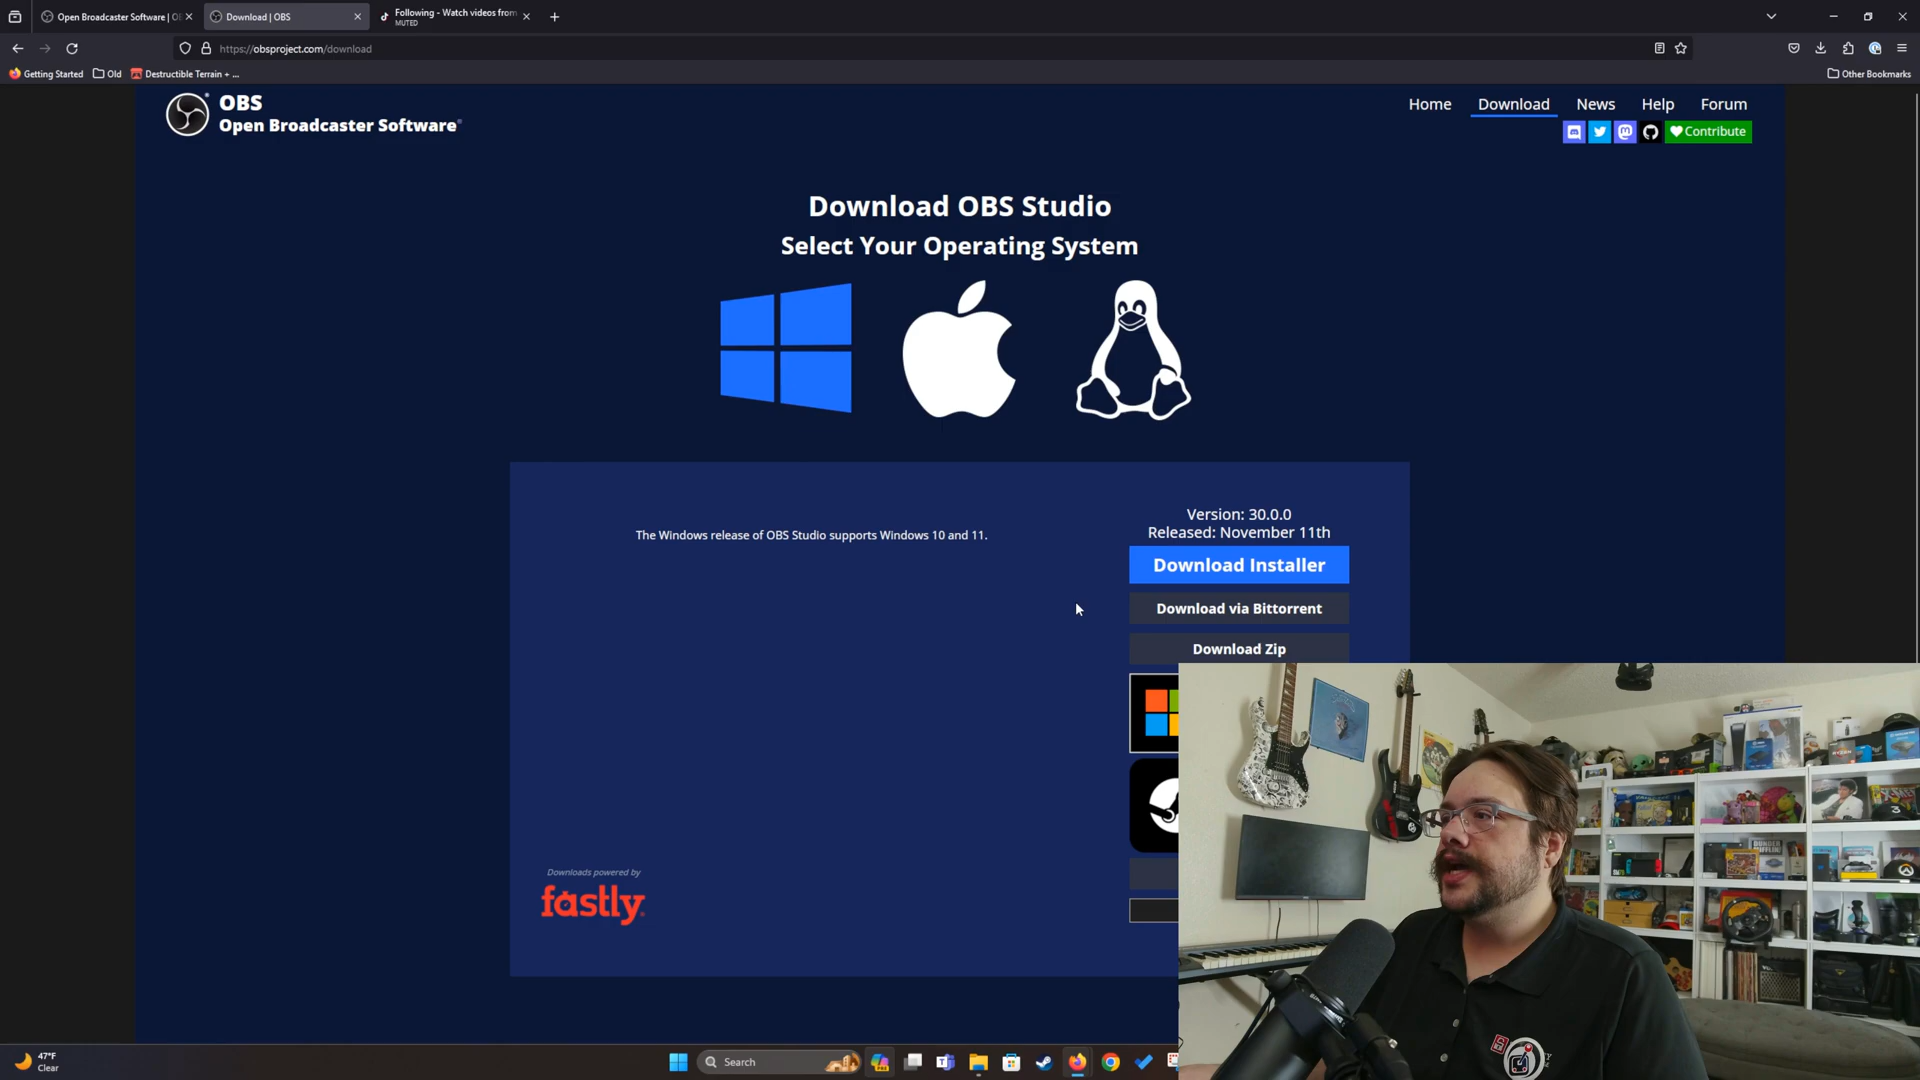 Open Broadcaster Software | O
Download | OBS
Following - Watch videos from
MUTED
https://obsproject.com/download
Getting Started
Old
Destructible Terrain + ...
Other Bookmarks
OBS
Open Broadcaster Software
Home
Download
News
Help
Forum
Contribute
Download OBS Studio
Select Your Operating System
The Windows release of OBS Studio supports Windows 10 and 11.
Version: 30.0.0
Released: November 11th
Download Installer
Download via Bittorrent
Download Zip
Downloads powered by
fastly
47°F
Clear
Search